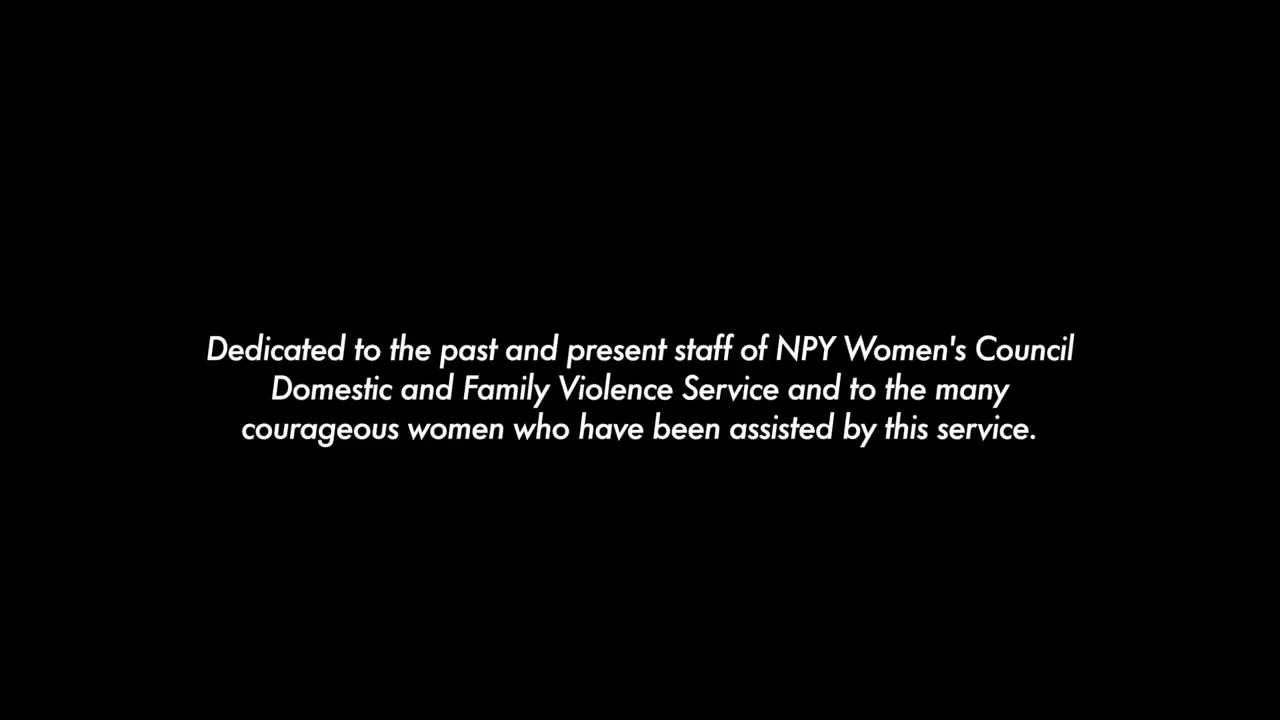 Dedicated to the past and present staff of NPY Women's Council
Domestic and Family Violence Service and to the many
courageous women who have been assisted by this service.